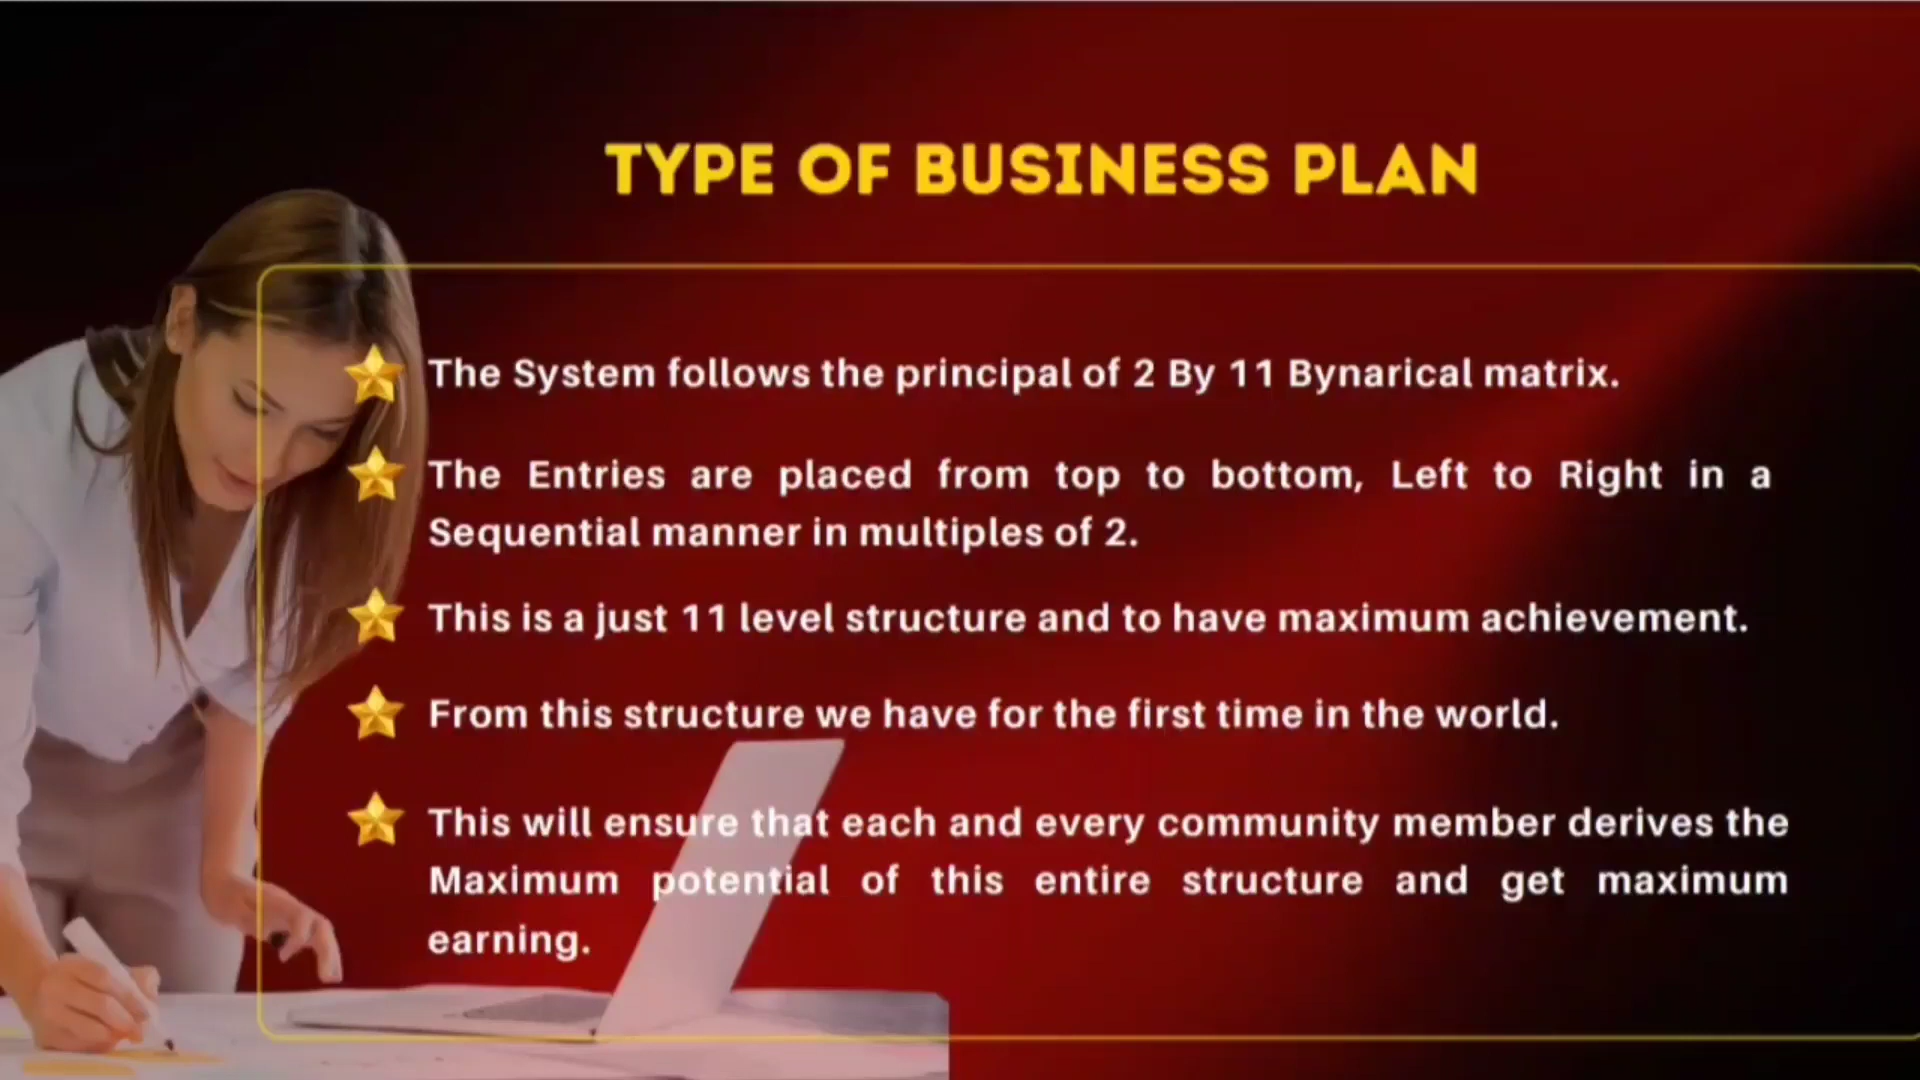 TYPE OF BUSINESS PLAN
The System follows the principal of 2 By 11 Bynarical matrix.
The Entries are placed from top to bottom, Left to Right in a
Sequential manner in multiples of 2.
This is a just 11 level structure and to have maximum achievement.
From this structure we have for the first time in the world.
This will ensure that each and every community member derives the
Maximum potential of this entire structure and get maximum
earning.